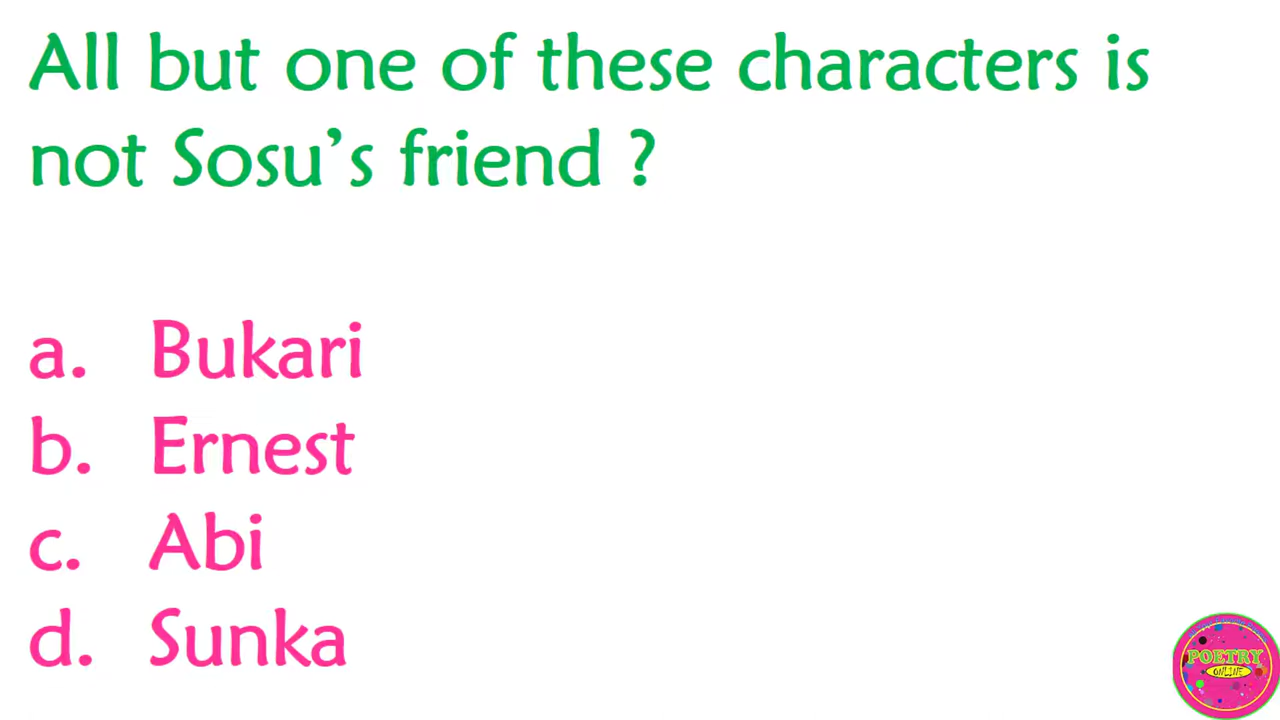 All but one of these characters is
not Sosu's friend ?
a. Bukari
b. Ernest
c. Abi
d. Sunka
POETRY
ONLINE